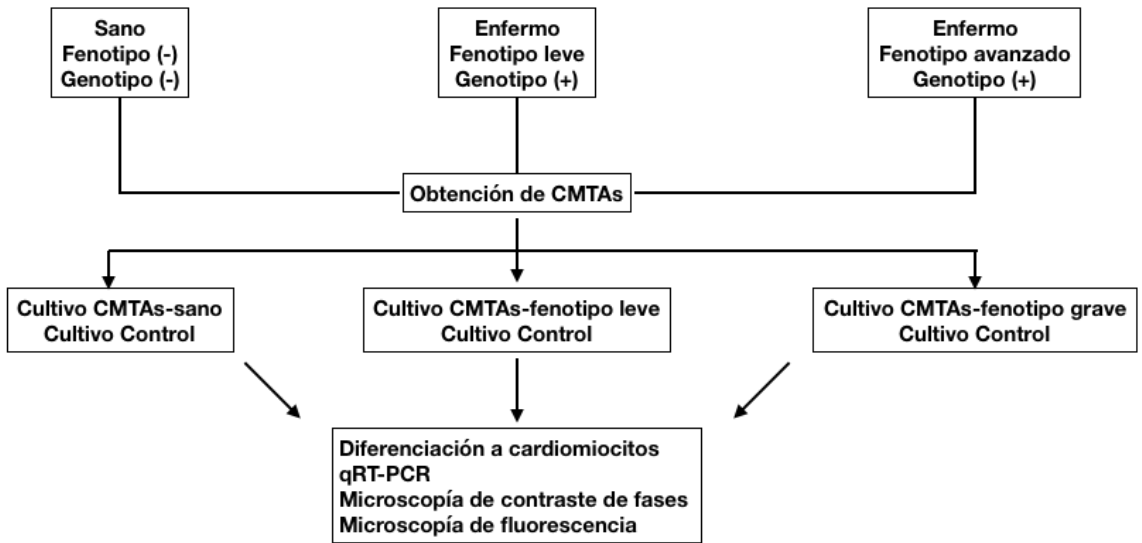 Sano
Fenotipo (-)
Genotipo (-)
Enfermo
Fenotipo leve
Genotipo (+)
Enfermo
Fenotipo avanzado
Genotipo (+)
Obtención de CMTAs
Cultivo CMTAs-sano
Cultivo Control
Cultivo CMTAs-fenotipo leve
Cultivo Control
Cultivo CMTAs-fenotipo grave
Cultivo Control
Diferenciación a cardiomiocitos
qRT-PCR
Microscopía de contraste de fases
Microscopía de fluorescencia